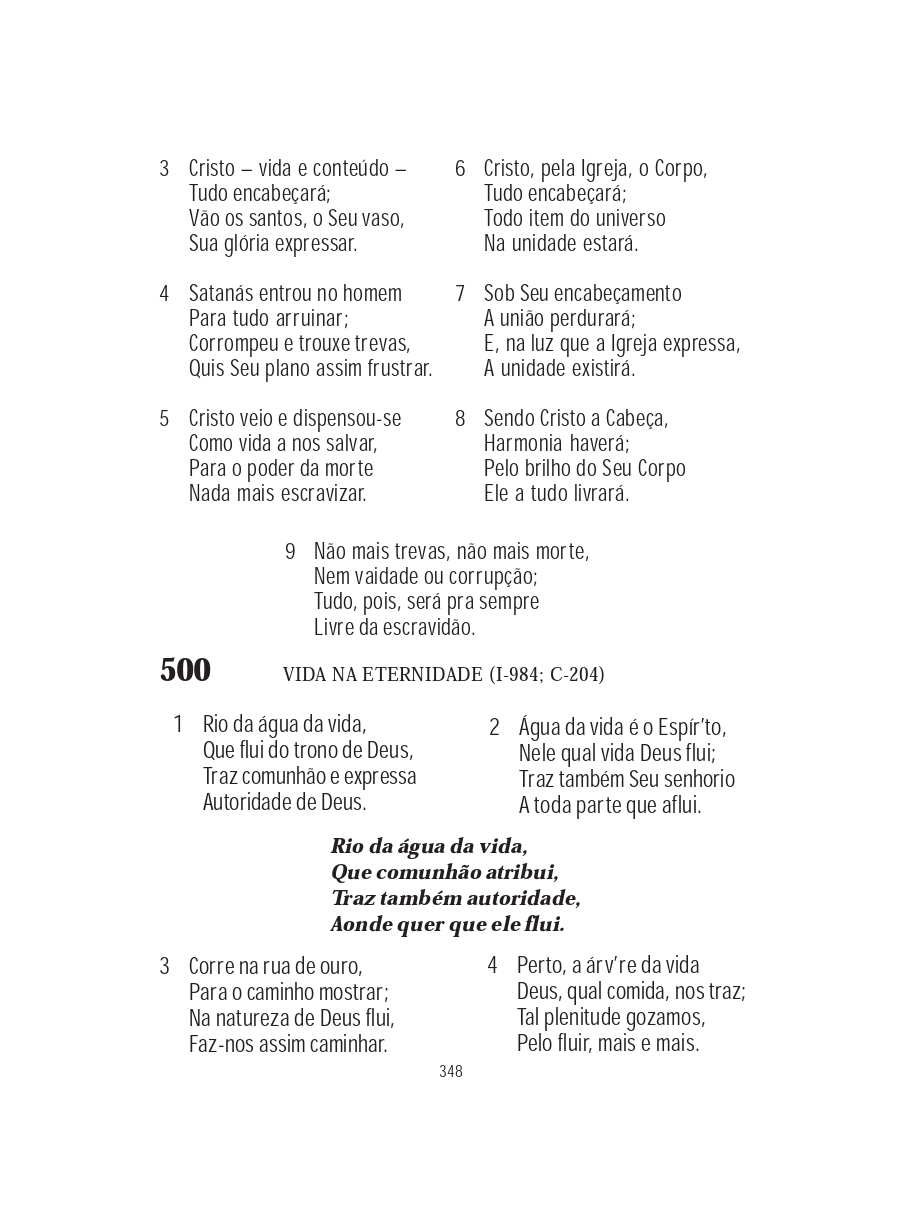 3 Cristo – vida e conteúdo –
Tudo encabeçará;
Vão os santos, o Seu vaso,
Sua glória expressar.
4 Satanás entrou no homem
Para tudo arruinar;
Corrompeu e trouxe trevas,
Quis Seu plano assim frustrar.
5 Cristo veio e dispensou-se
Como vida a nos salvar,
Para o poder da morte
Nada mais escravizar.
6 Cristo, pela Igreja, o Corpo,
Tudo encabeçará;
Todo item do universo
Na unidade estará.
7 Sob Seu encabeçamento
A união perdurará;
E, na luz que a Igreja expressa,
A unidade existirá.
8 Sendo Cristo a Cabeça,
Harmonia haverá;
Pelo brilho do Seu Corpo
Ele a tudo livrará.
9 Não mais trevas, não mais morte,
Nem vaidade ou corrupção;
Tudo, pois, será pra sempre
Livre da escravidão.
500 VIDA NA ETERNIDADE (I-984; C-204)
1 Rio da água da vida,
Que flui do trono de Deus,
Traz comunhão e expressa
Autoridade de Deus.
2 Água da vida é o Espír’to,
Nele qual vida Deus flui;
Traz também Seu senhorio
A toda parte que aflui.
Rio da água da vida,
Que comunhão atribui,
Traz também autoridade,
Aonde quer que ele flui.
3 Corre na rua de ouro,
Para o caminho mostrar;
Na natureza de Deus flui,
Faz-nos assim caminhar.
4 Perto, a árv’re da vida
Deus, qual comida, nos traz;
Tal plenitude gozamos,
Pelo fluir, mais e mais.
348